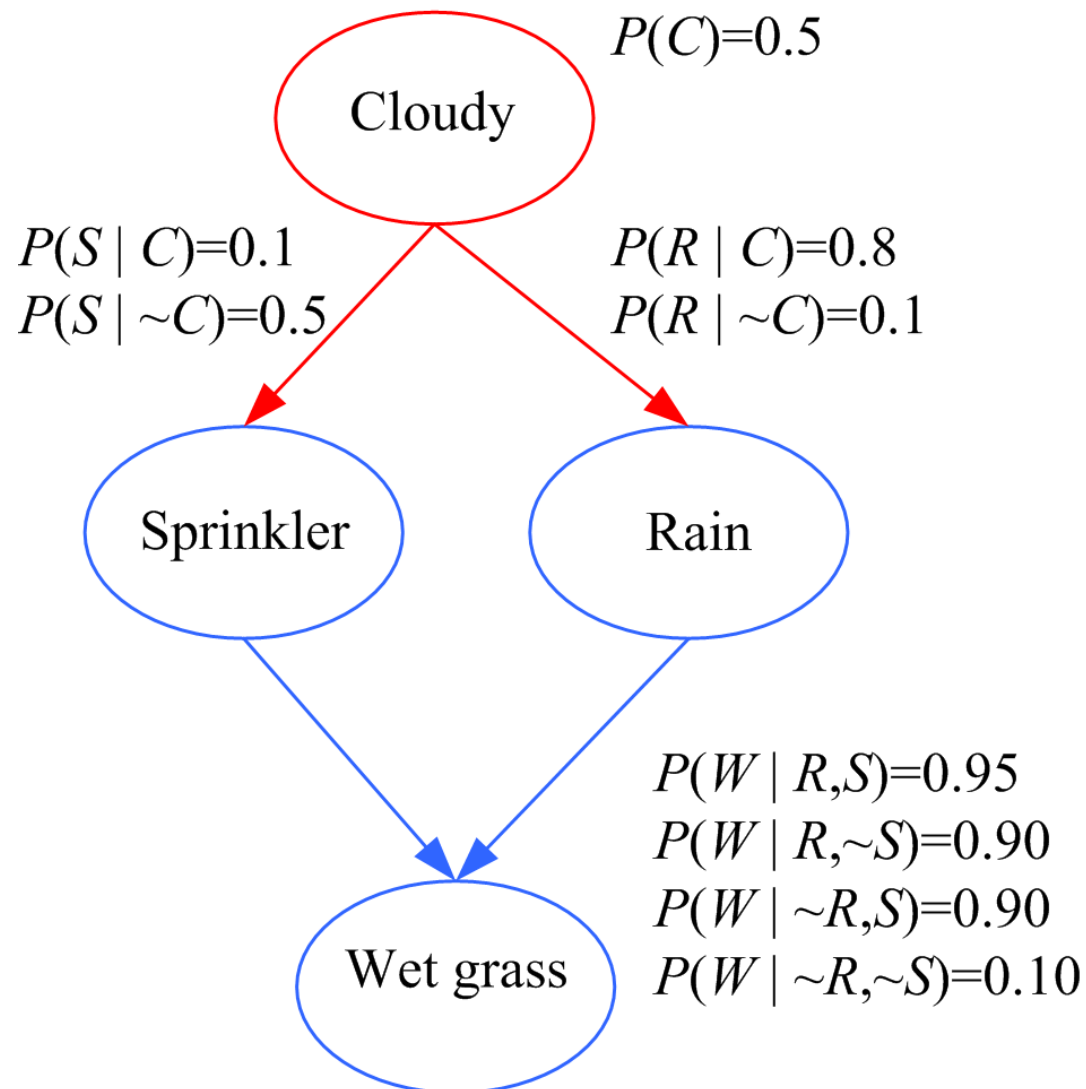 P(C)=0.5
Cloudy
P(S | C)=0.1
P(S | ~C)=0.5
P(R | C)=0.8
P(R | ~C)=0.1
Sprinkler
Rain
P(W | R,S)=0.95
P(W | R,~S)=0.90
P(W | ~R,S)=0.90
P(W | ~R,~S)=0.10
Wet grass